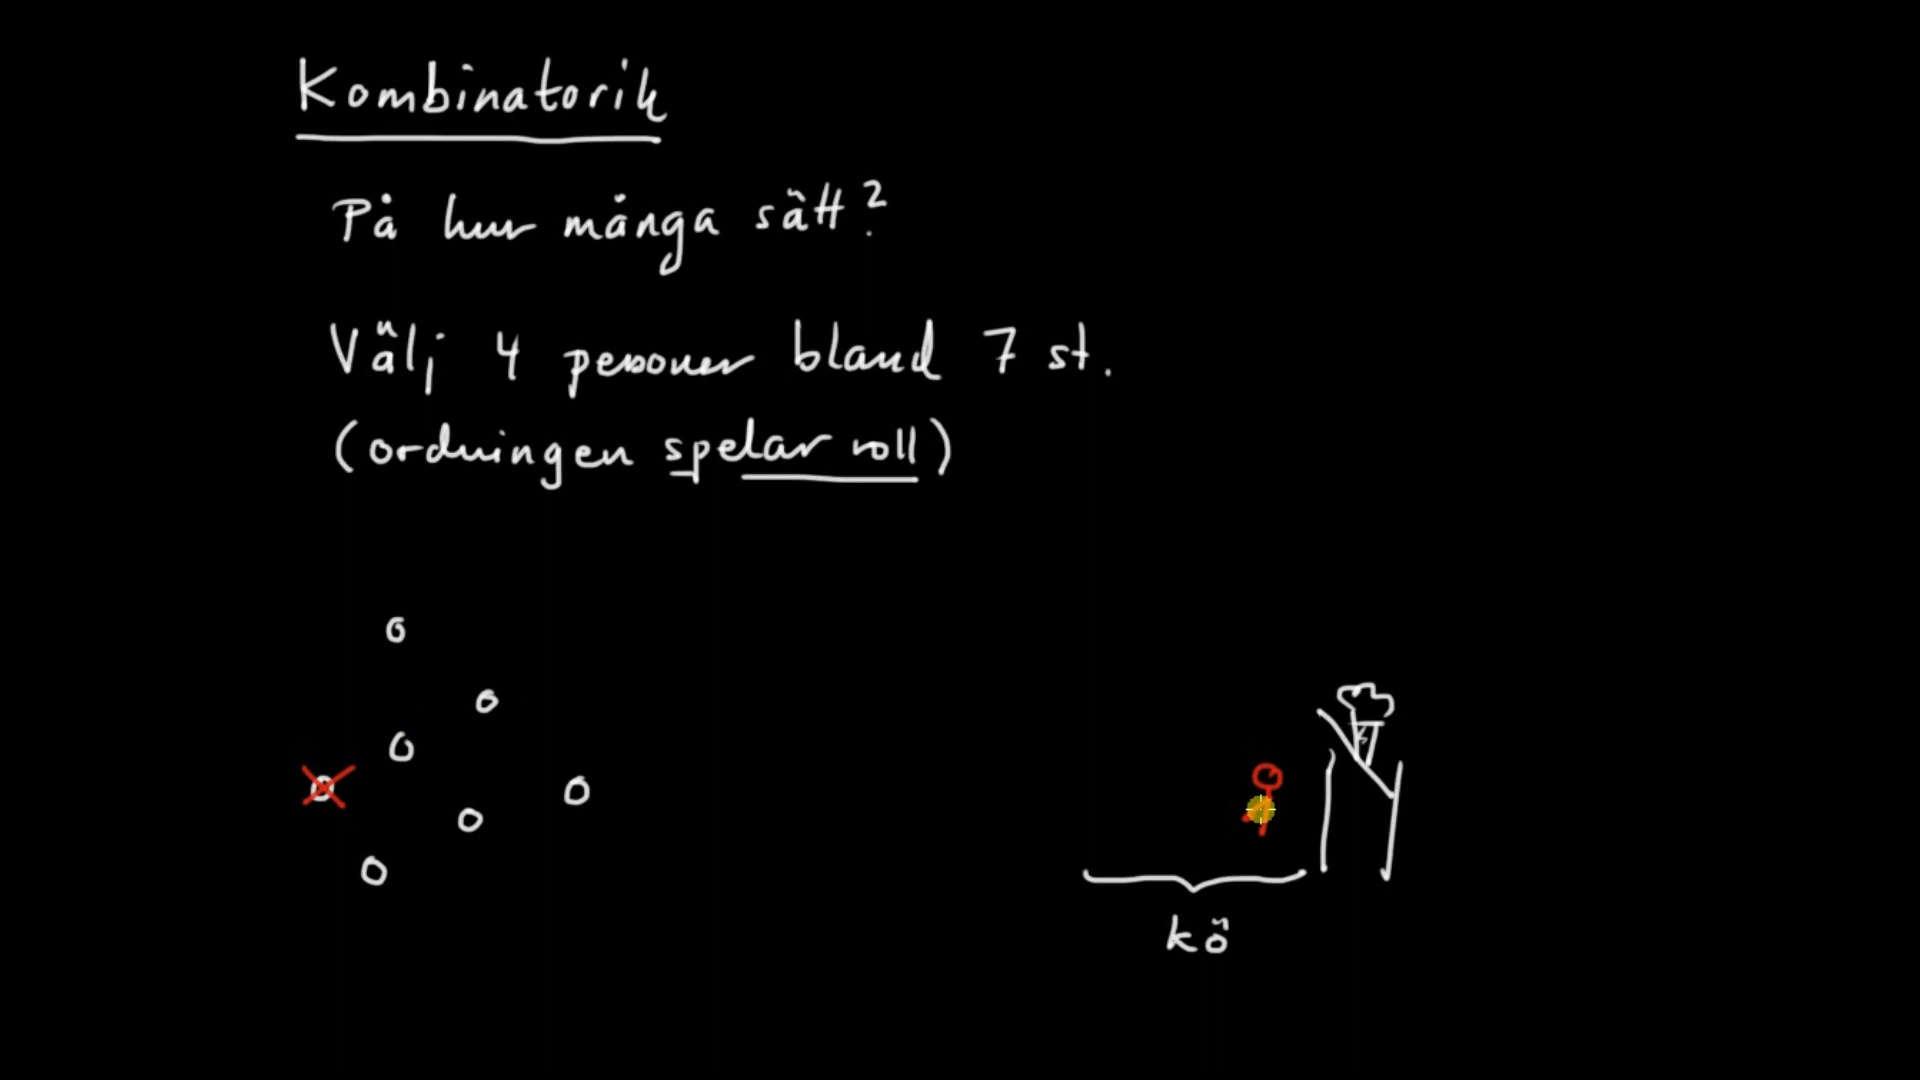 Kombinatorik
På hur många sätt?
Välj 4 personer bland 7 st.
(ordningen spelar roll)
kö